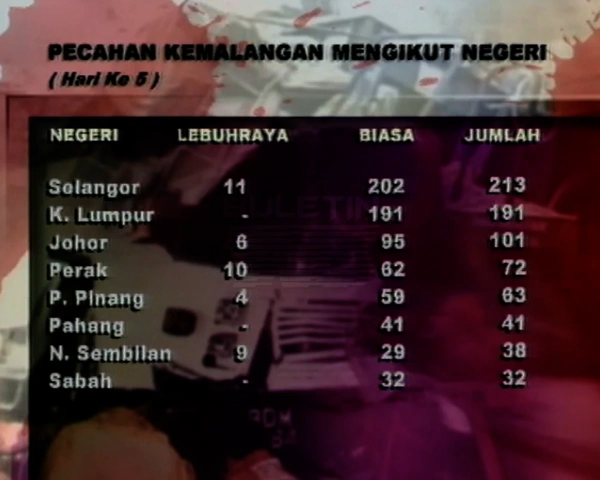 PECAHAN KEMALANGAN MENGIKUT NEGERI
( Hari Ke 5 )
NEGERI LEBUHRAYA BIASA JUMLAH
Selangor 11 202 213
K. Lumpur - 191 191
Johor 6 95 101
Perak 10 62 72
P. Pinang 4 59 63
Pahang - 41 41
N. Sembilan 9 29 38
Sabah - 32 32